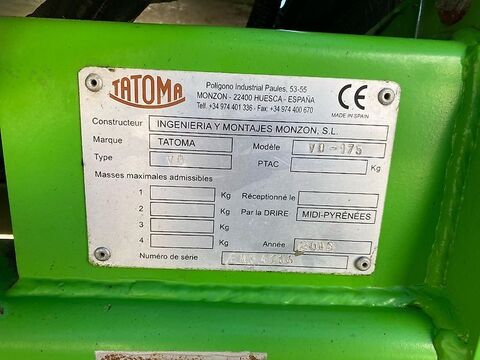 TATOMA
Polígono Industrial Paules, 53-55
MONZON - 22400 HUESCA - ESPAÑA
Telf. +34 974 401 336 - Fax: +34 974 400 670
CE
MADE IN SPAIN
Constructeur INGENIERIA Y MONTAJES MONZON, S.L.
Marque TATOMA Modéle VD-175
Type VD PTAC Kg
Masses maximales admissibles
1 Kg Réceptionné le
2 Kg Par la DRIRE MIDI-PYRÉNÉES
3 Kg
4 Kg Année
Numéro de série